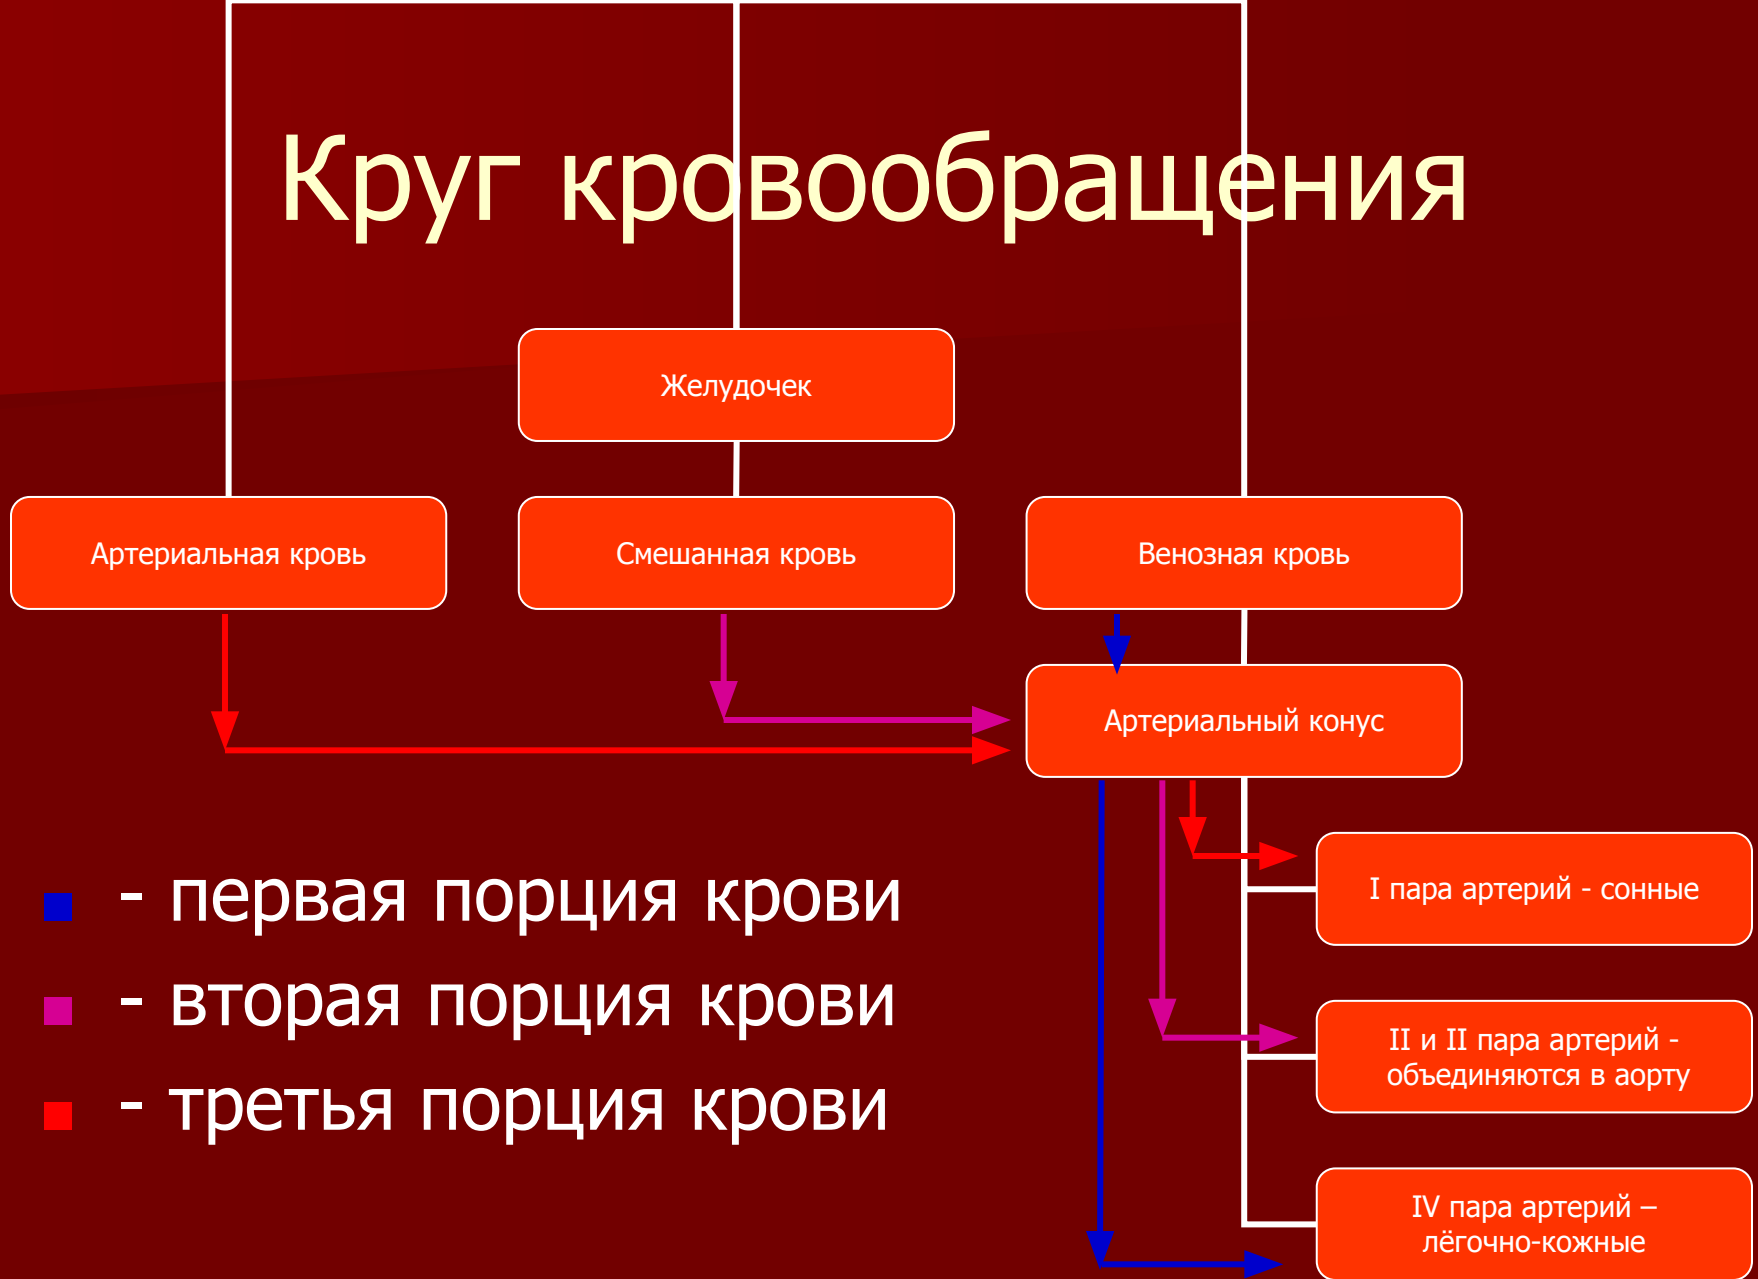 Круг кровообращения
Желудочек
Артериальная кровь
Смешанная кровь
Венозная кровь
Артериальный конус
- первая порция крови
- вторая порция крови
- третья порция крови
I пара артерий - сонные
II и II пара артерий -
объединяются в аорту
IV пара артерий –
лёгочно-кожные